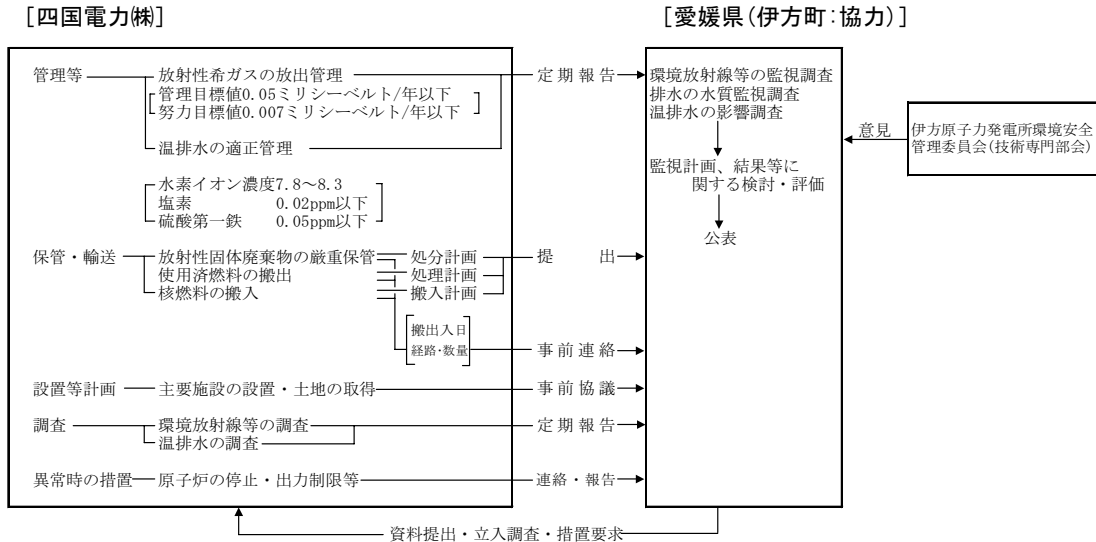 [四国電力㈱]
[愛媛県(伊方町:協力)]
管理等
放射性希ガスの放出管理
管理目標値0.05ミリシーベルト/年以下
努力目標値0.007ミリシーベルト/年以下
温排水の適正管理
水素イオン濃度7.8～8.3
塩素 0.02ppm以下
硫酸第一鉄 0.05ppm以下
定期報告
保管・輸送
放射性固体廃棄物の厳重保管
処分計画
使用済燃料の搬出
処理計画
核燃料の搬入
搬入計画
提出
搬出入日
経路・数量
事前連絡
設置等計画
主要施設の設置・土地の取得
事前協議
調査
環境放射線等の調査
温排水の調査
定期報告
異常時の措置
原子炉の停止・出力制限等
連絡・報告
環境放射線等の監視調査
排水の水質監視調査
温排水の影響調査
監視計画、結果等に
関する検討・評価
公表
意見
伊方原子力発電所環境安全
管理委員会(技術専門部会)
資料提出・立入調査・措置要求